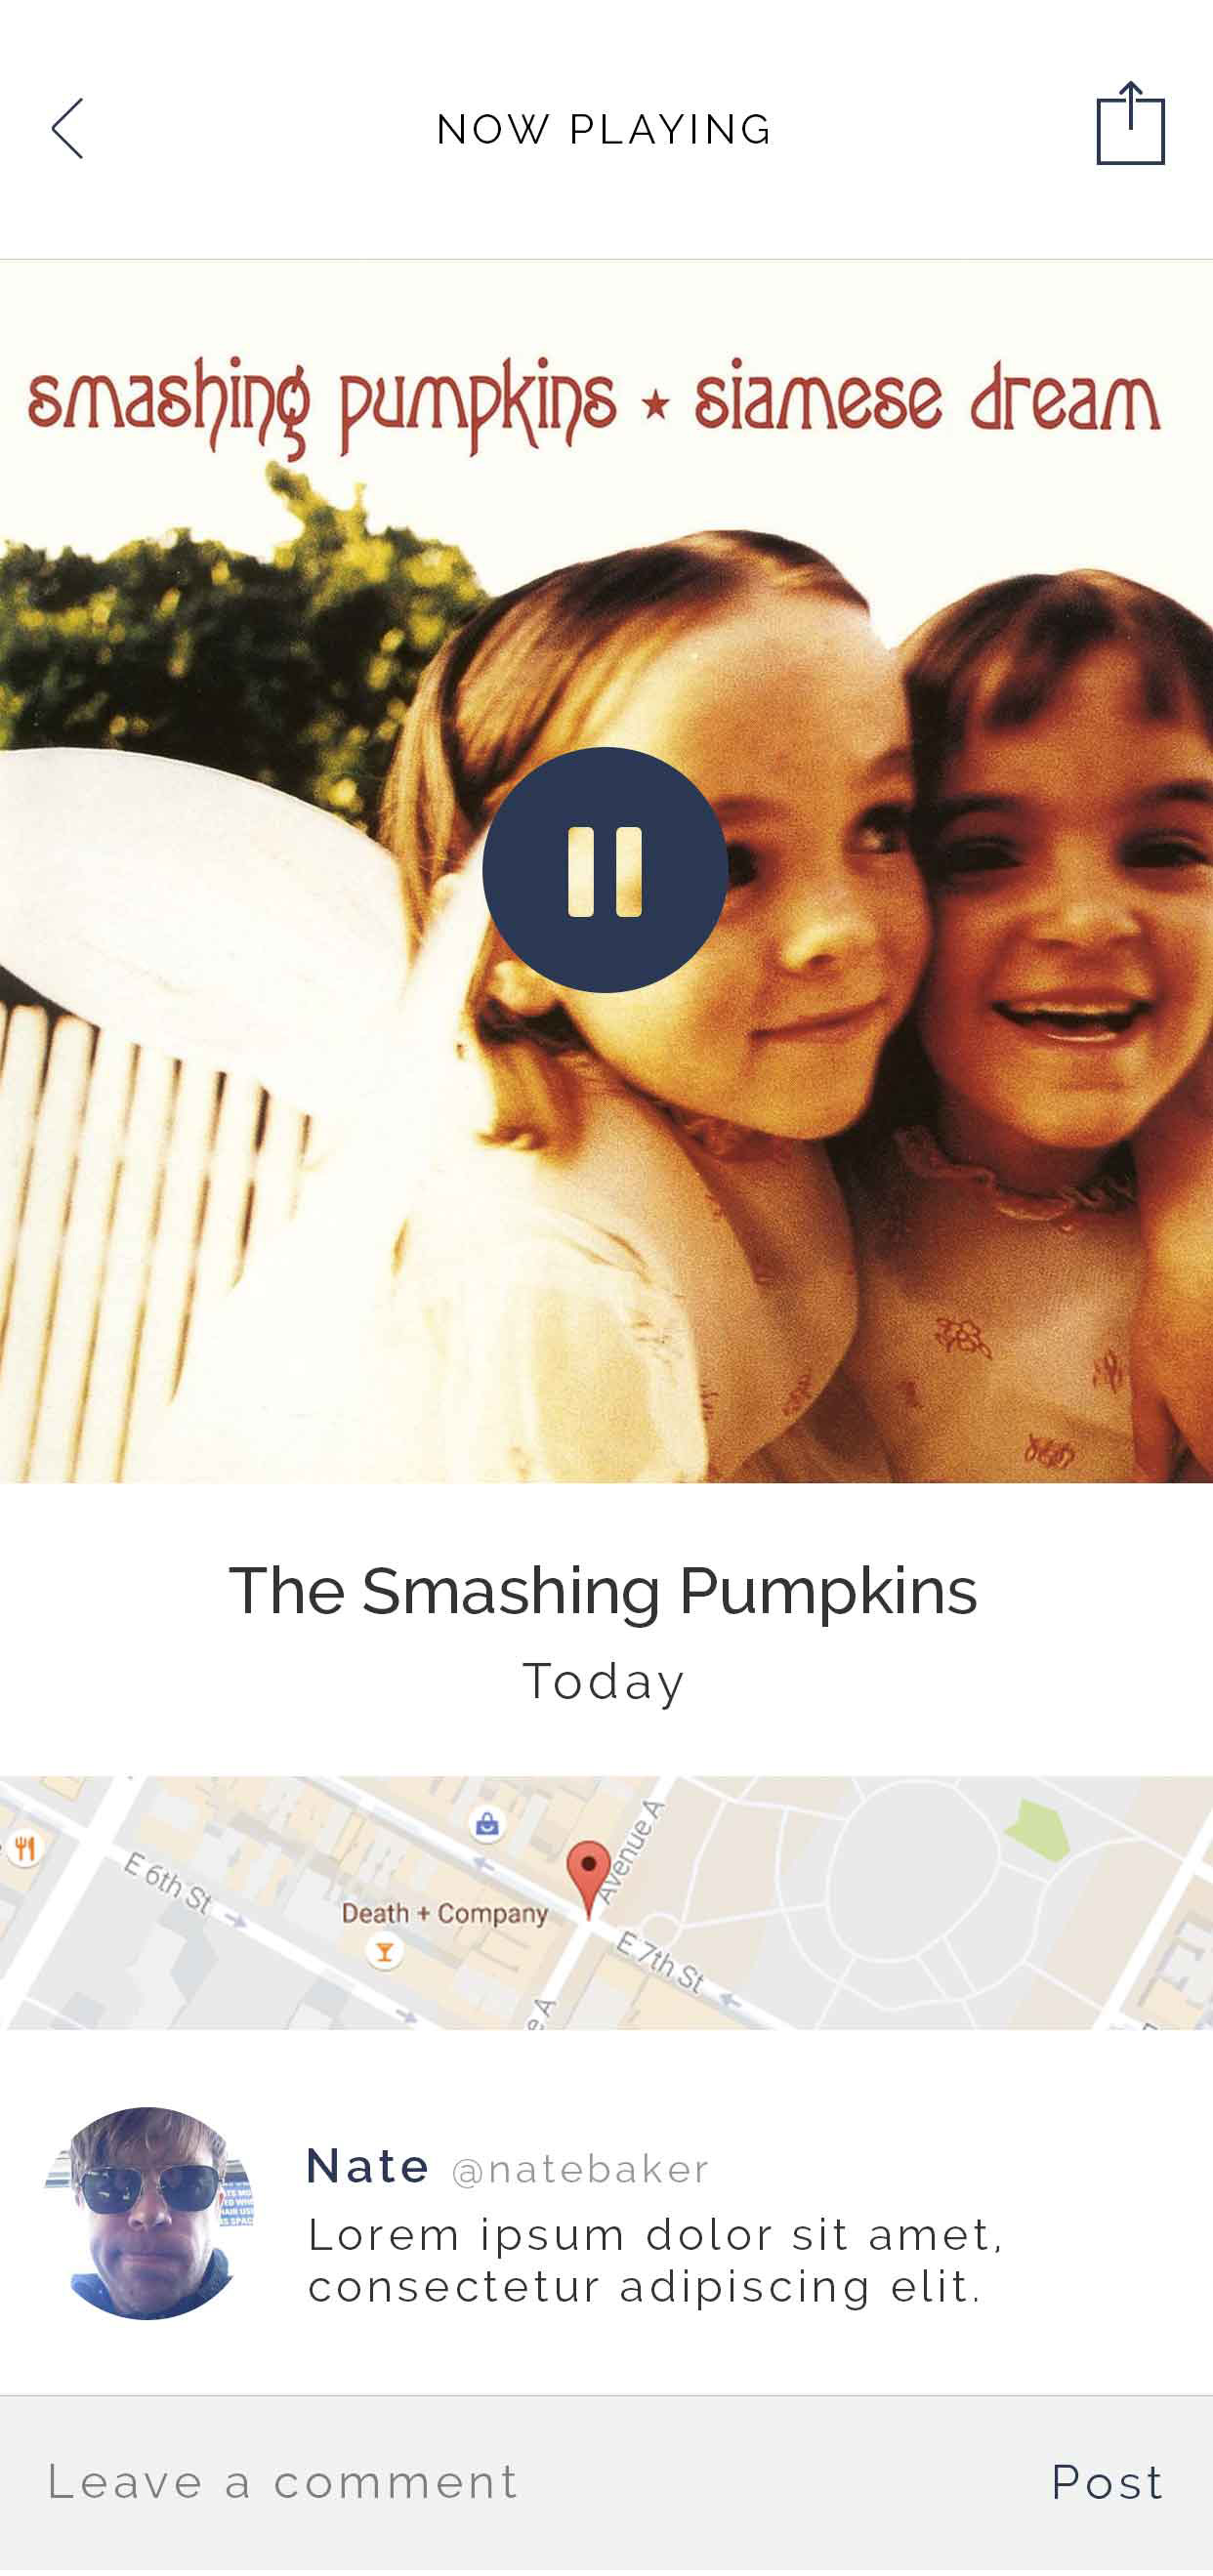 NOW PLAYING
smashing pumpkins ★ siamese dream
The Smashing Pumpkins
Today
Avenue A
E 6th St
Death + Company
E 7th St
e A
Nate @natebaker
Lorem ipsum dolor sit amet,
consectetur adipiscing elit.
Leave a comment
Post